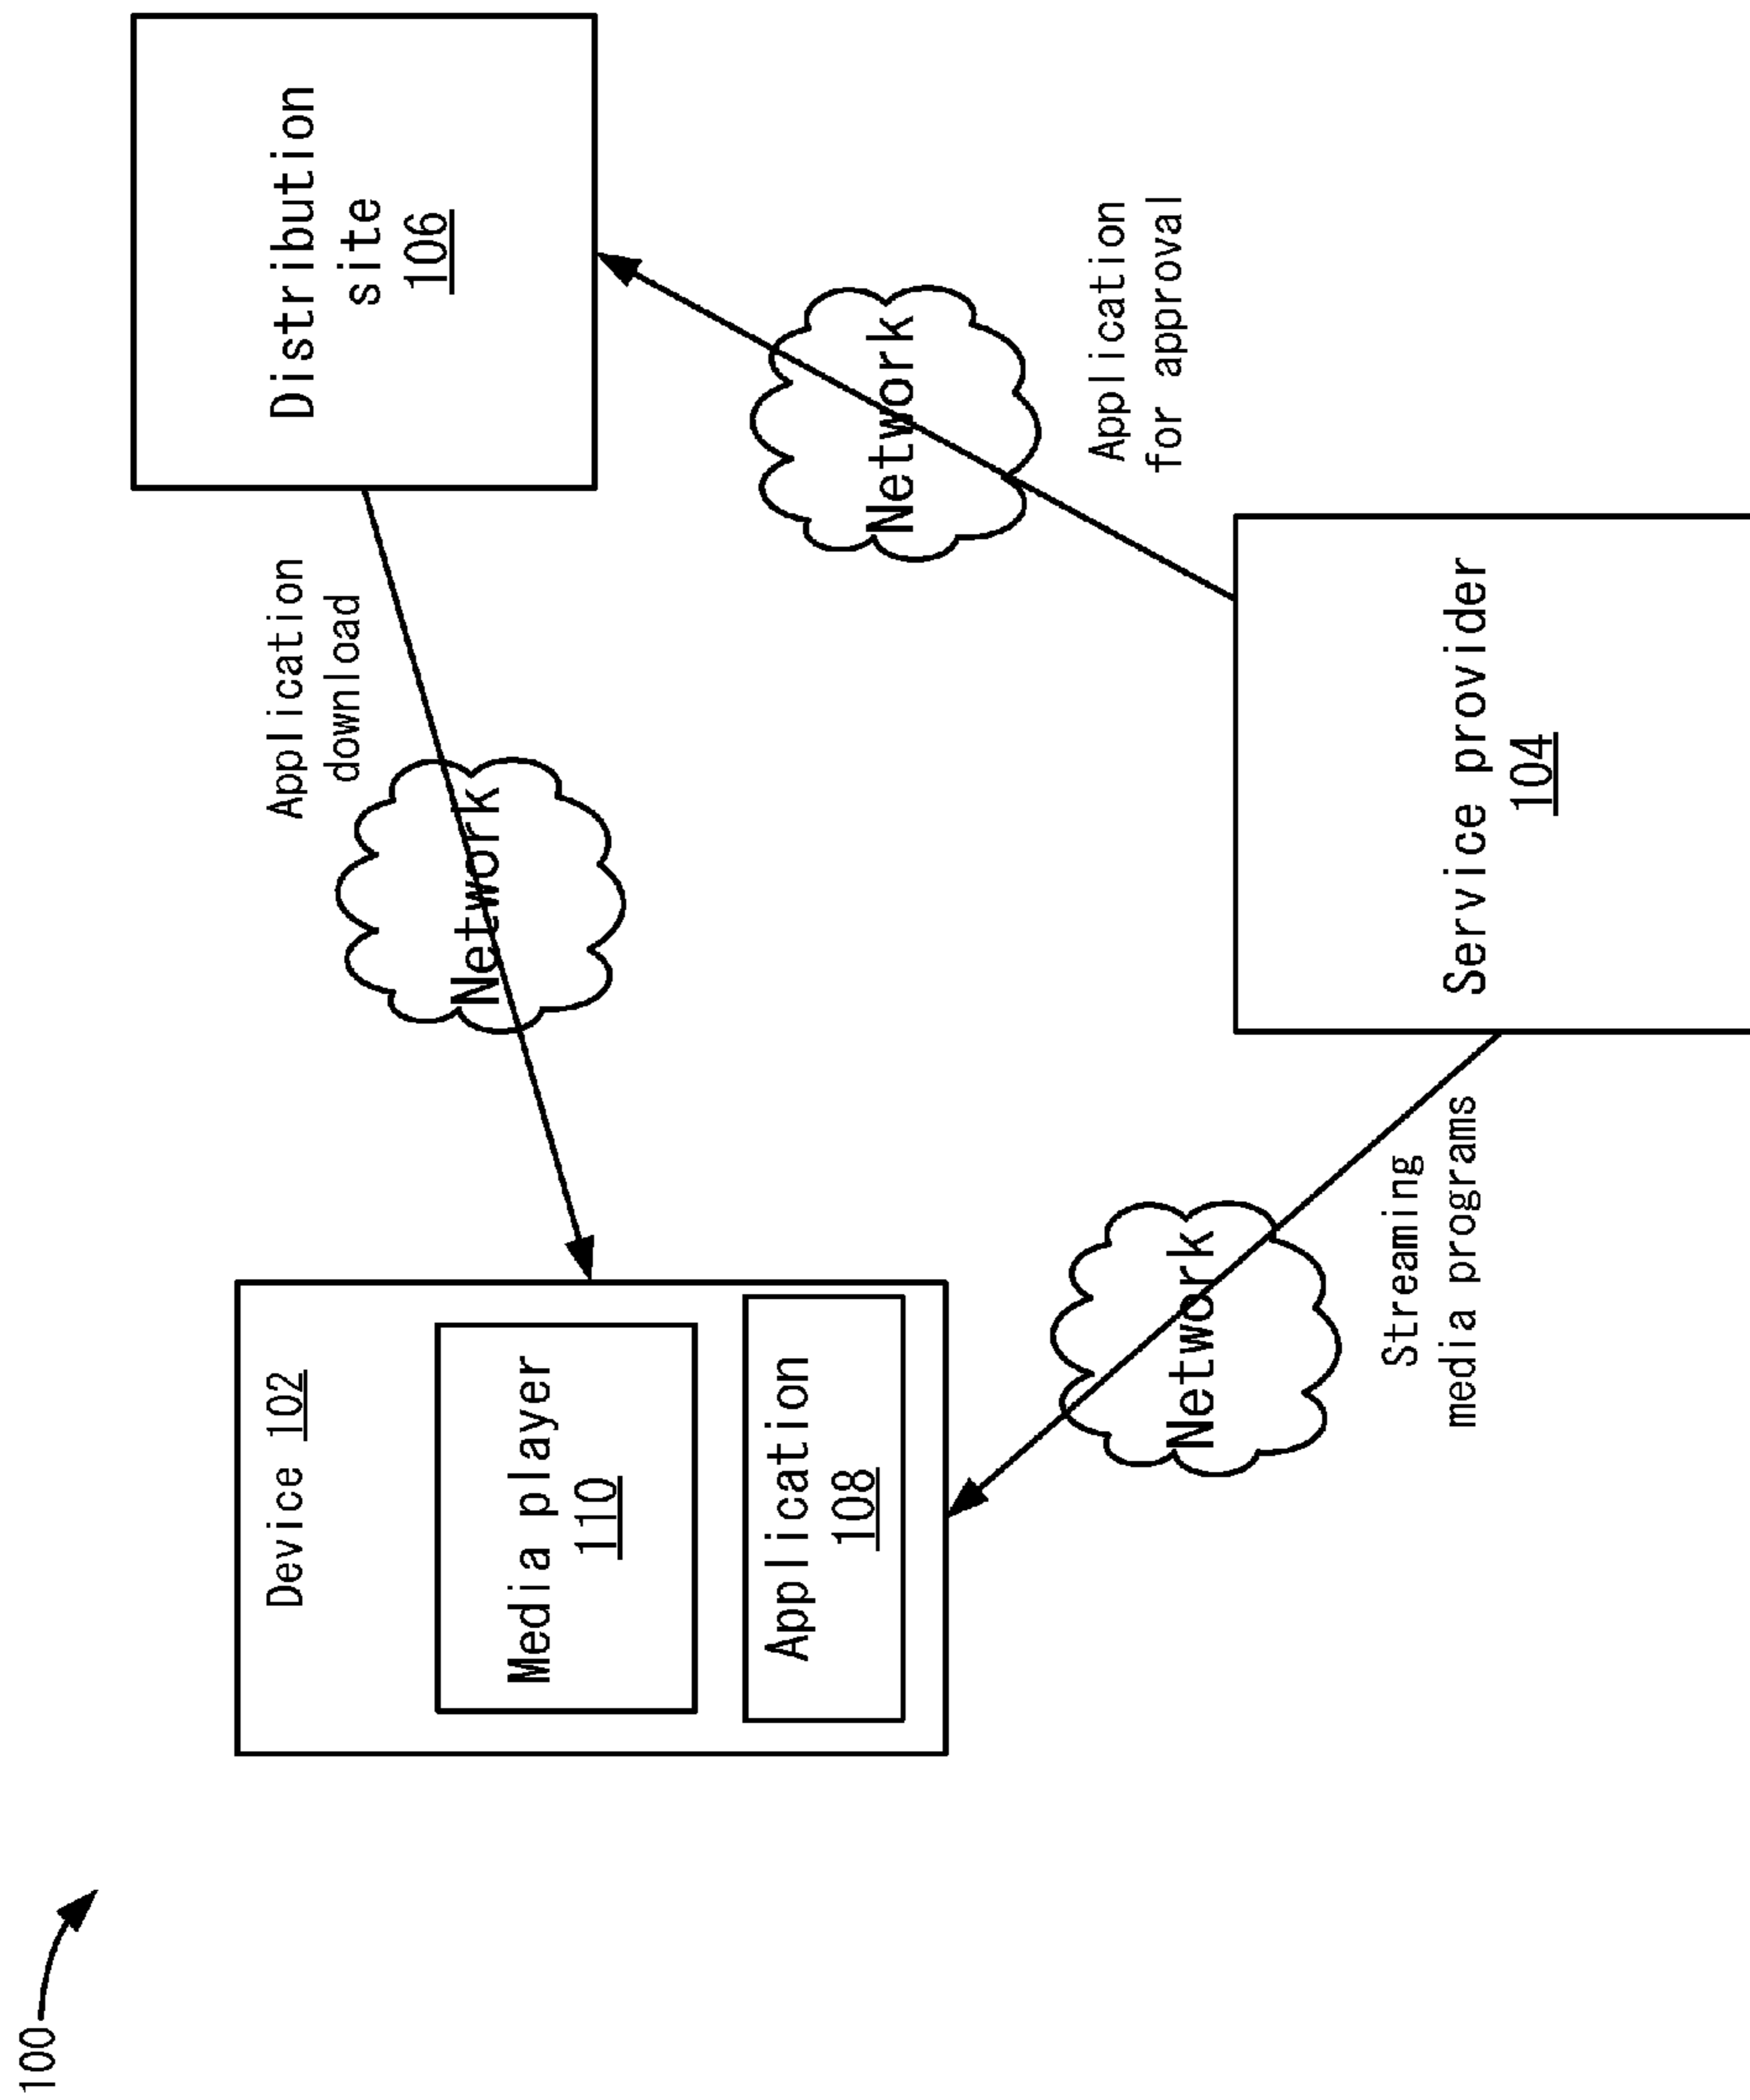 100
Device 102
Media player
110
Application
108
Application
download
Network
Distribution
site
106
Network
Streaming
media programs
Network
Application
for approval
Service provider
104